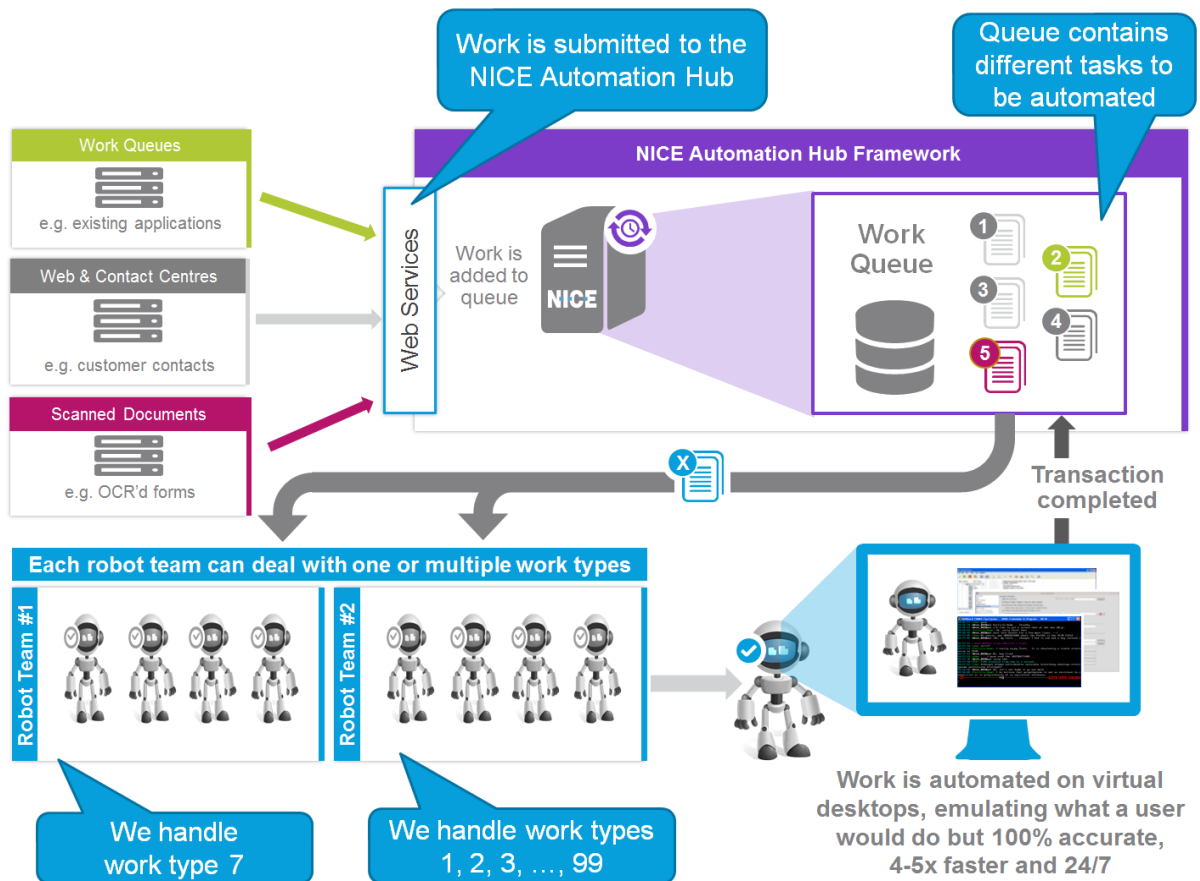 Work is submitted to the
NICE Automation Hub
Queue contains
different tasks to
be automated
Work Queues
e.g. existing applications
Web & Contact Centres
e.g. customer contacts
Scanned Documents
e.g. OCR'd forms
NICE Automation Hub Framework
Web Services
Work is
added to
queue
NICE
Work
Queue
1
2
3
4
5
X
Transaction
completed
Each robot team can deal with one or multiple work types
Robot Team #1
Robot Team #2
We handle
work type 7
We handle work types
1, 2, 3, ..., 99
Work is automated on virtual
desktops, emulating what a user
would do but 100% accurate,
4-5x faster and 24/7